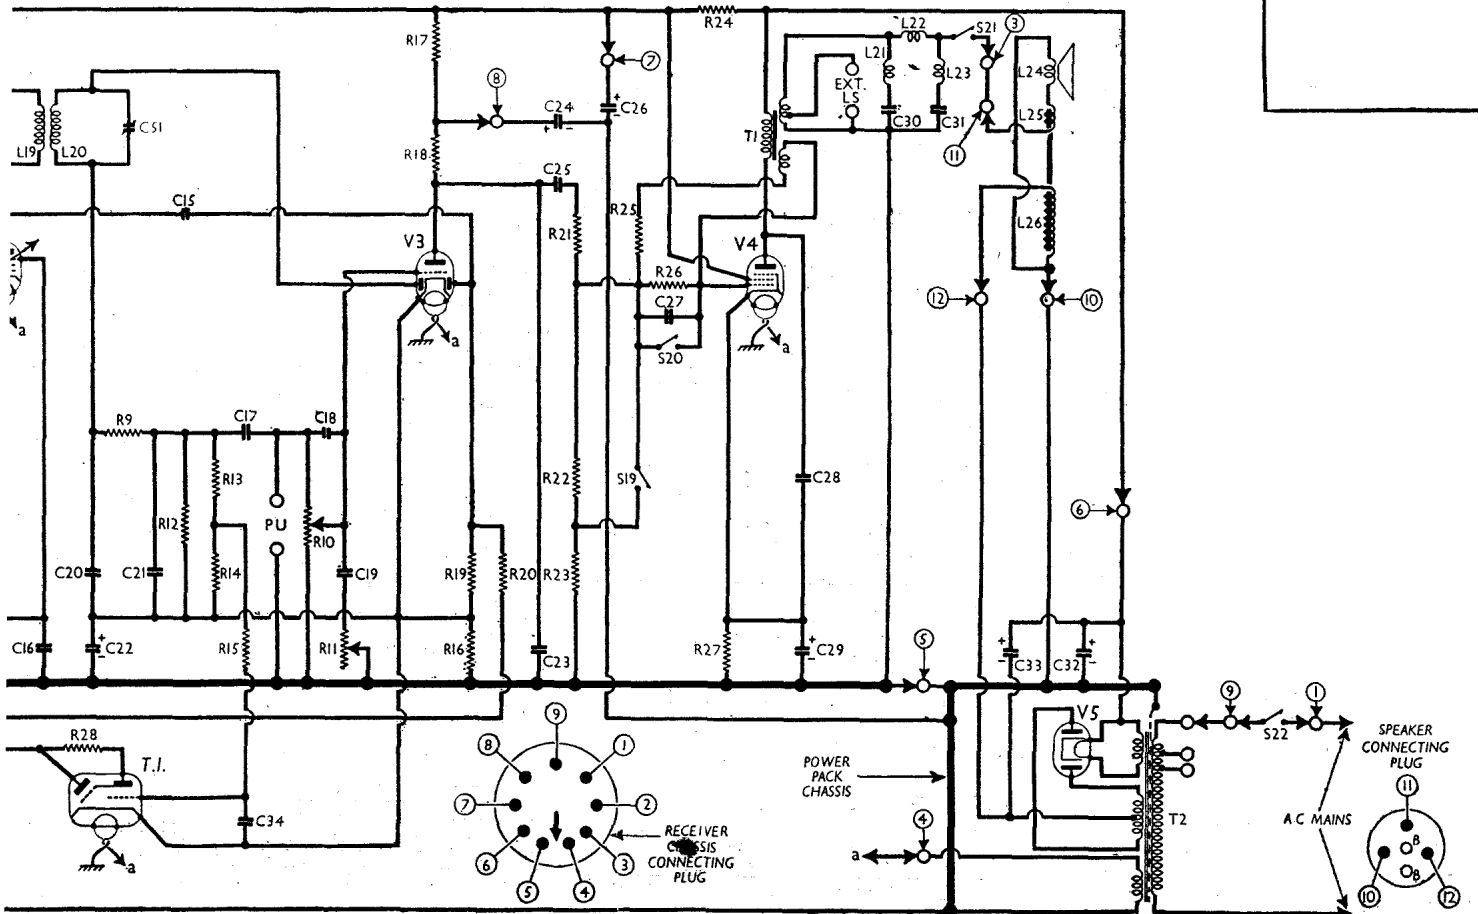 R17
R24
L22
S21
3
7
L21
L23
L24
8
C24
+
-
+
C26
-
EXT.
LS
C30
C31
L25
C51
L19
L20
T1
11
R18
C25
C15
R25
L26
R21
V3
V4
R26
12
10
C27
a
a
a
S20
R9
C17
C18
R13
R22
S19
C28
6
R12
PU
R10
C20
C21
R14
C19
R19
R20
R23
C16
+
-
C22
R15
R11
R16
C23
R27
+
-
C29
5
+
-
C33
C32
+
-
9
1
V5
S22
R28
T.I.
9
8
1
7
2
6
3
5
4
RECEIVER
CHASSIS
CONNECTING
PLUG
POWER
PACK
CHASSIS
SPEAKER
CONNECTING
PLUG
11
A.C MAINS
T2
C34
4
a
a
B
B
10
12